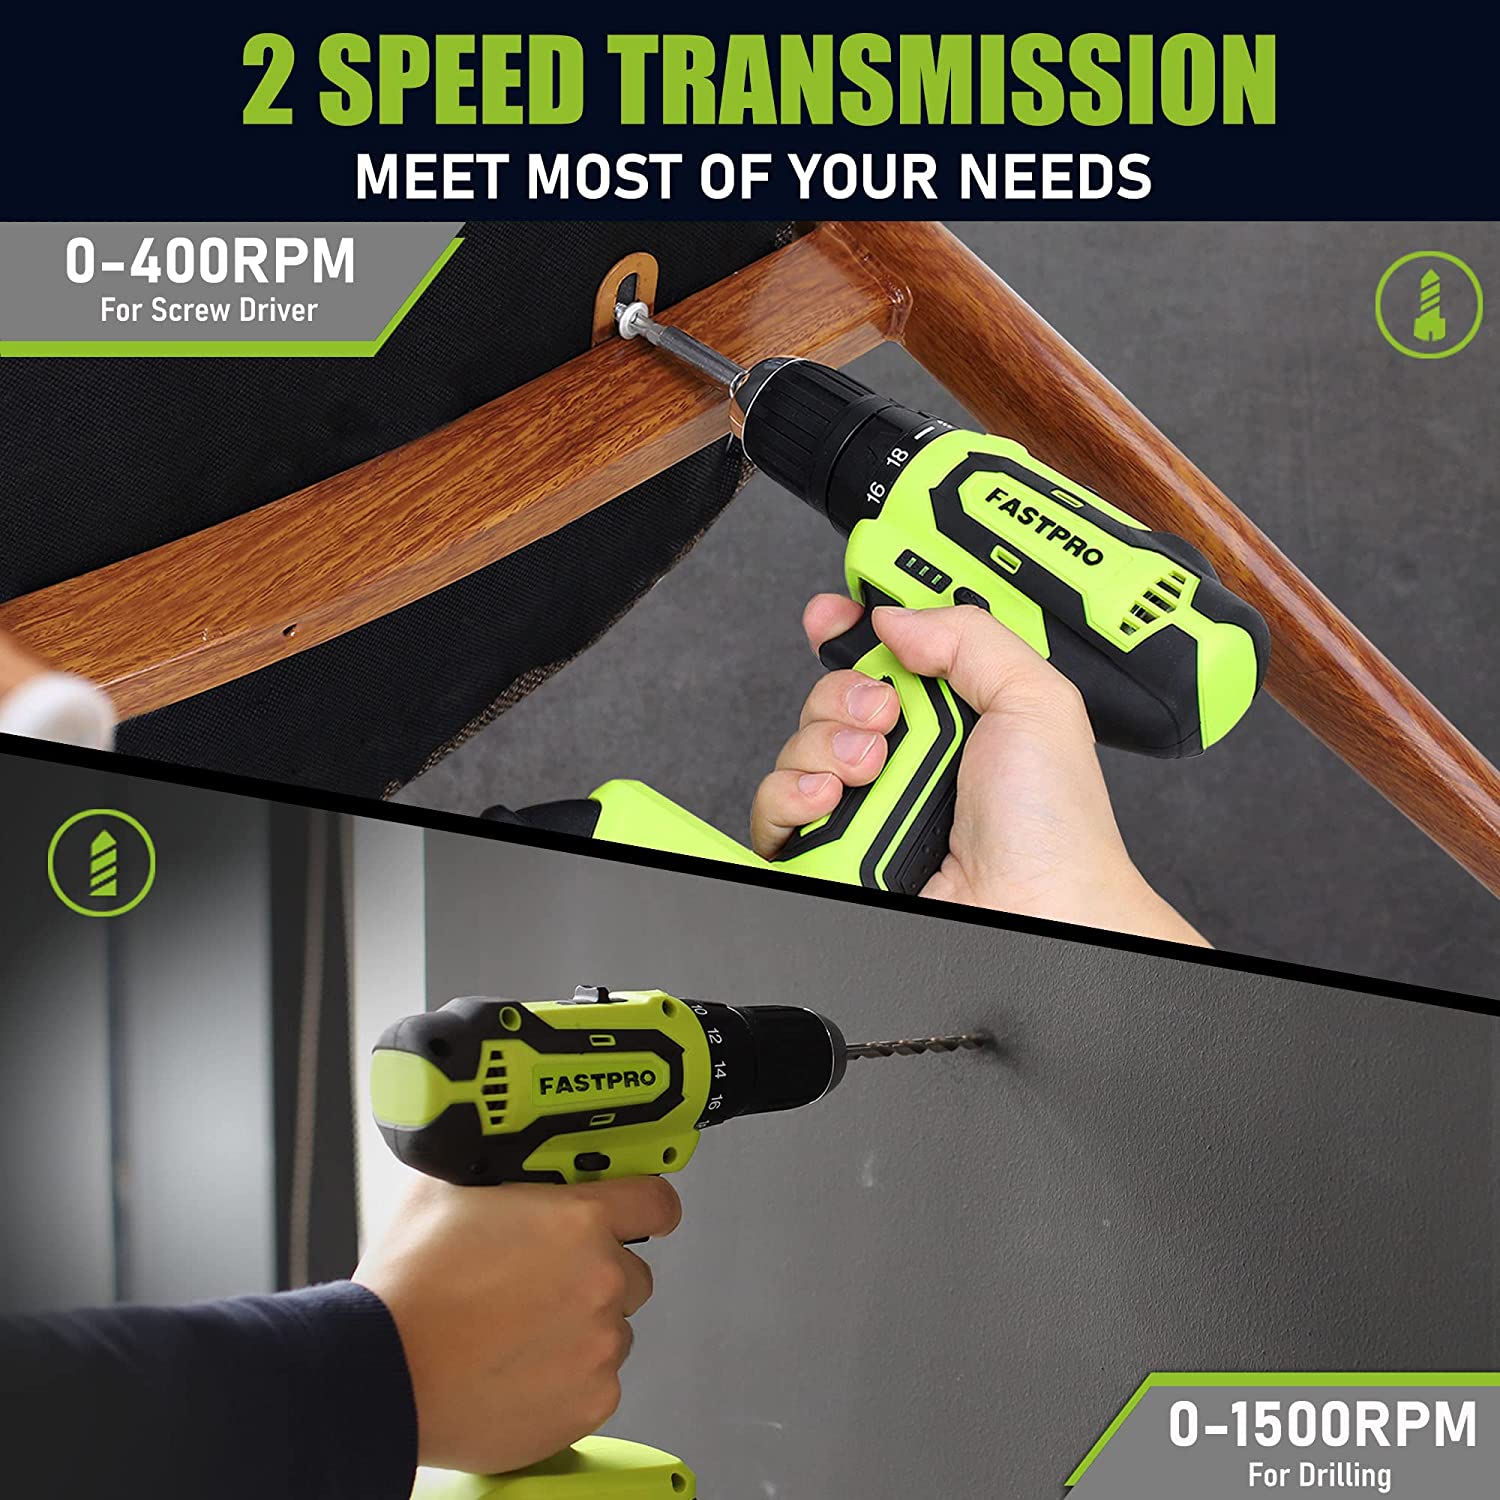 2 SPEED TRANSMISSION
MEET MOST OF YOUR NEEDS
0-400RPM
For Screw Driver
16 18
FASTPRO
10
12
14
16
FASTPRO
0-1500RPM
For Drilling